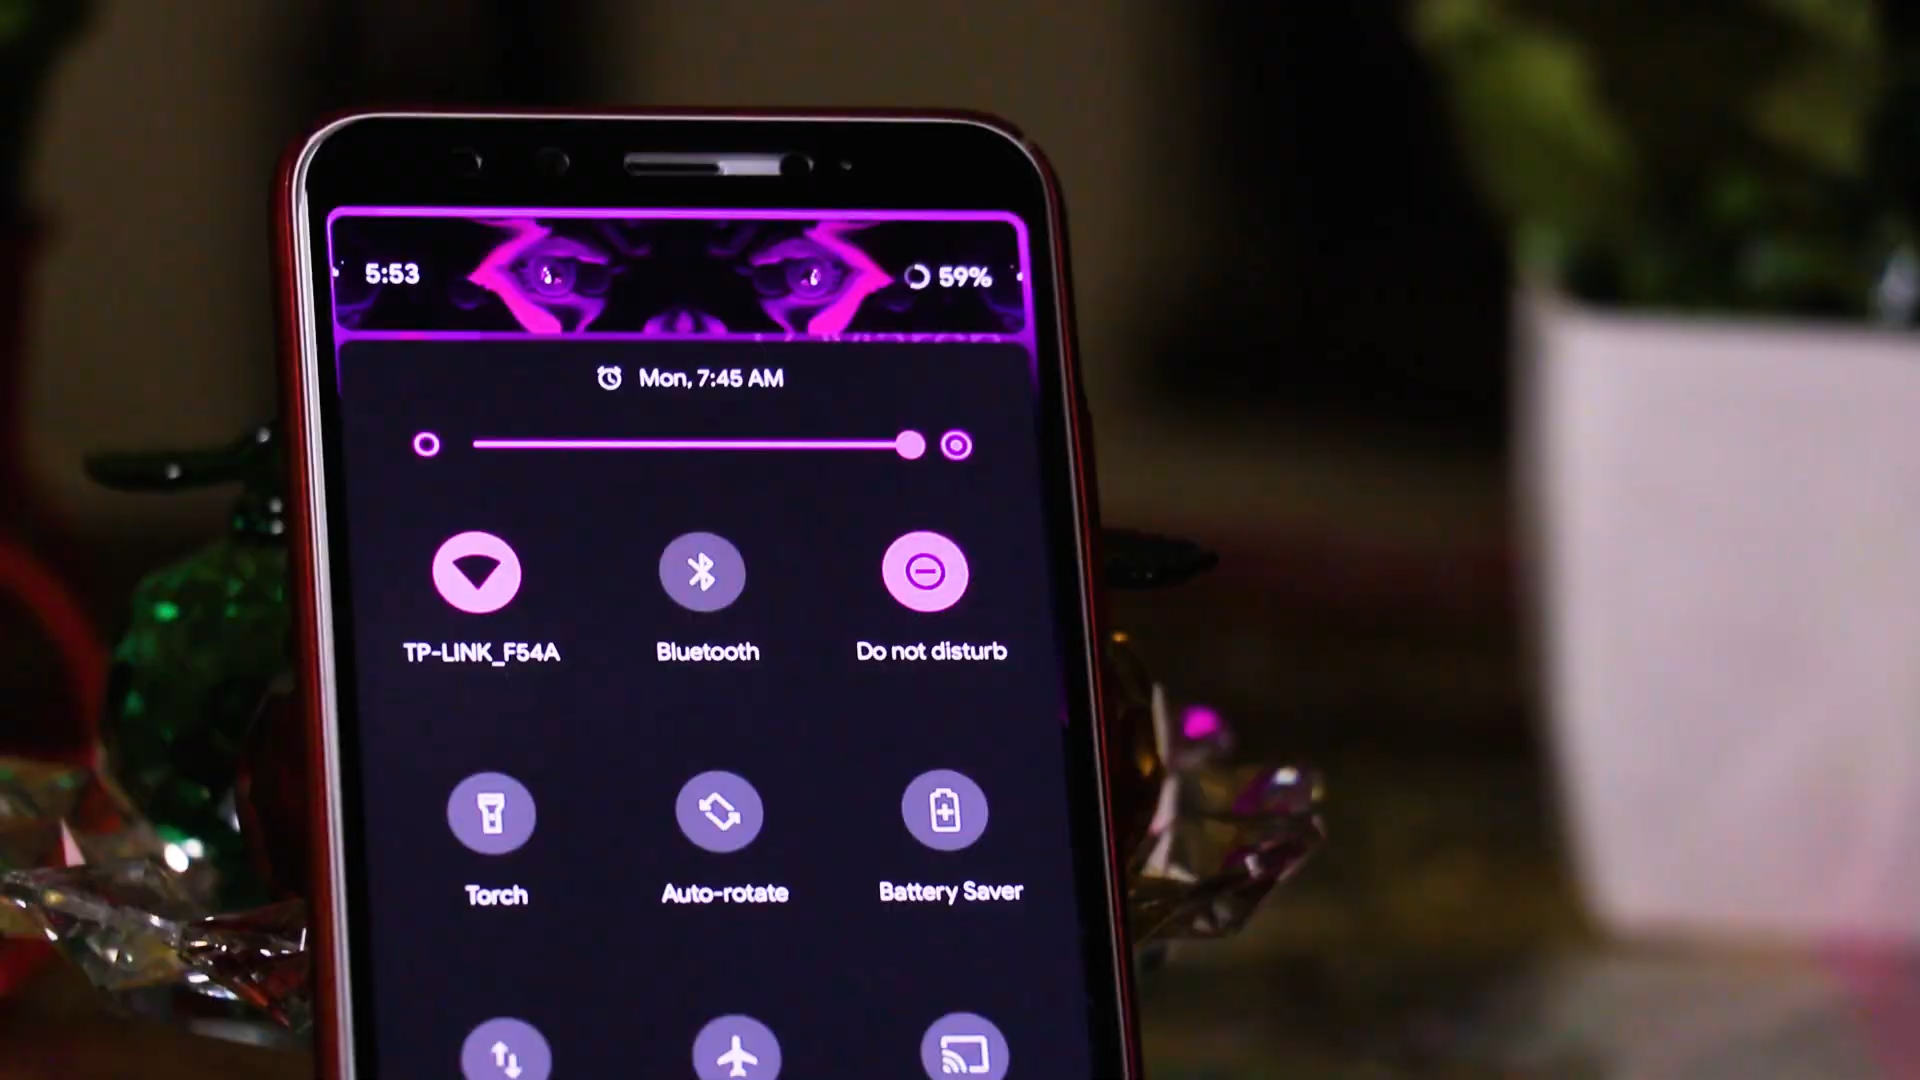 5:53 59%
Mon, 7:45 AM
TP-LINK_F54A Bluetooth Do not disturb
Torch Auto-rotate Battery Saver